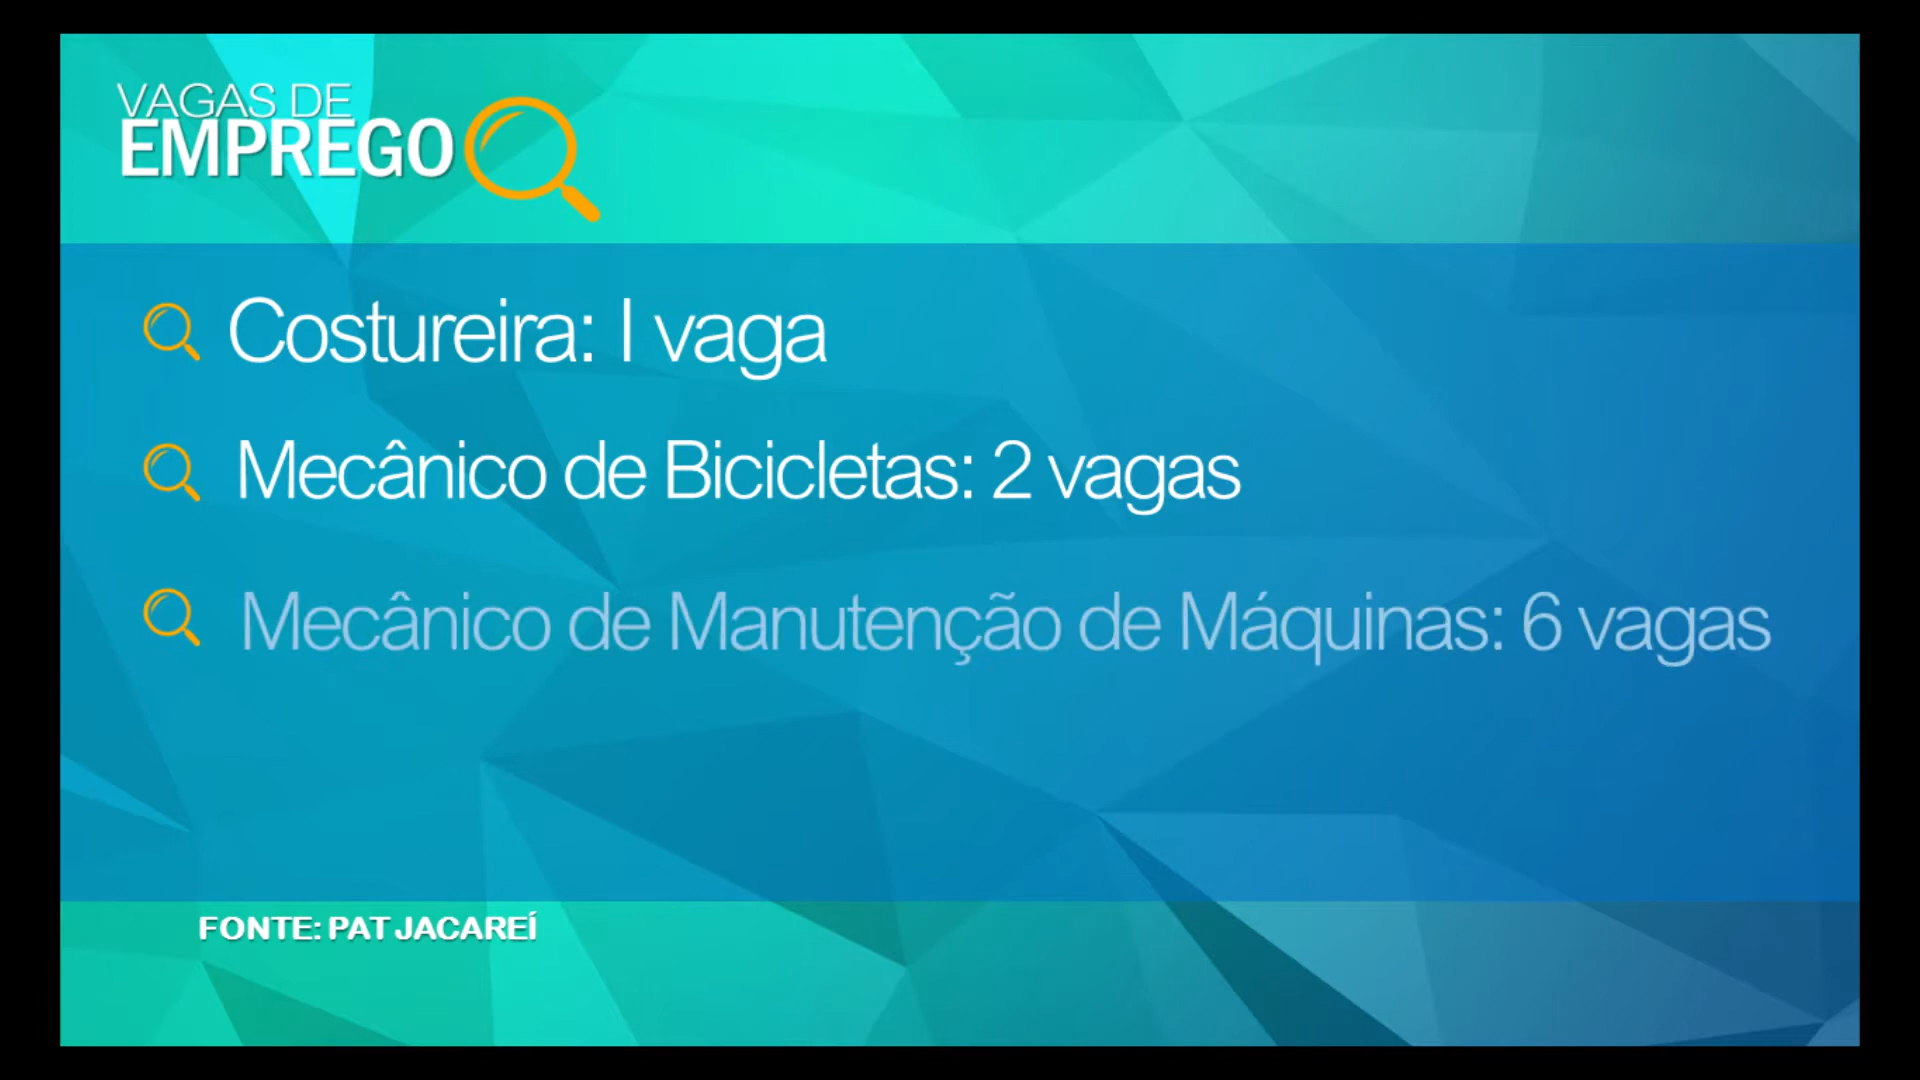 VAGAS DE
EMPREGO
Costureira: I vaga
Mecânico de Bicicletas: 2 vagas
Mecânico de Manutenção de Máquinas: 6 vagas
FONTE: PAT JACAREÍ